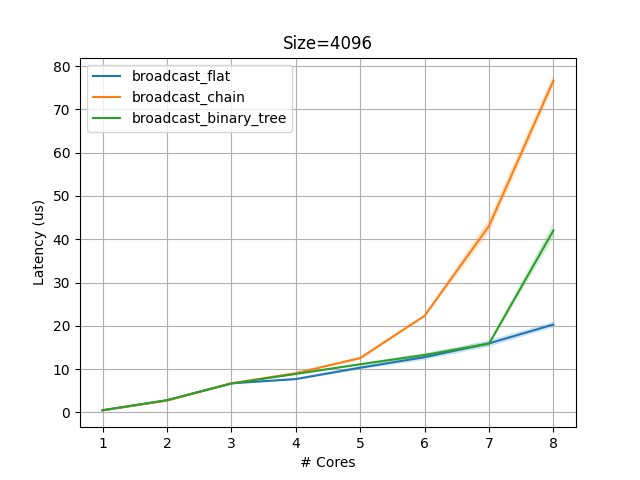 Size=4096
broadcast_flat
broadcast_chain
broadcast_binary_tree
Latency (us)
80
70
60
50
40
30
20
10
0
1 2 3 4 5 6 7 8
# Cores